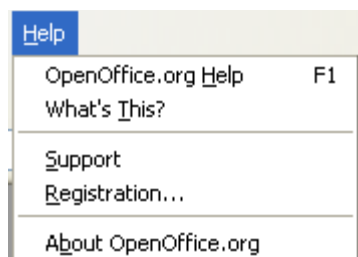 Help
OpenOffice.org Help F1
What's This?
Support
Registration...
About OpenOffice.org